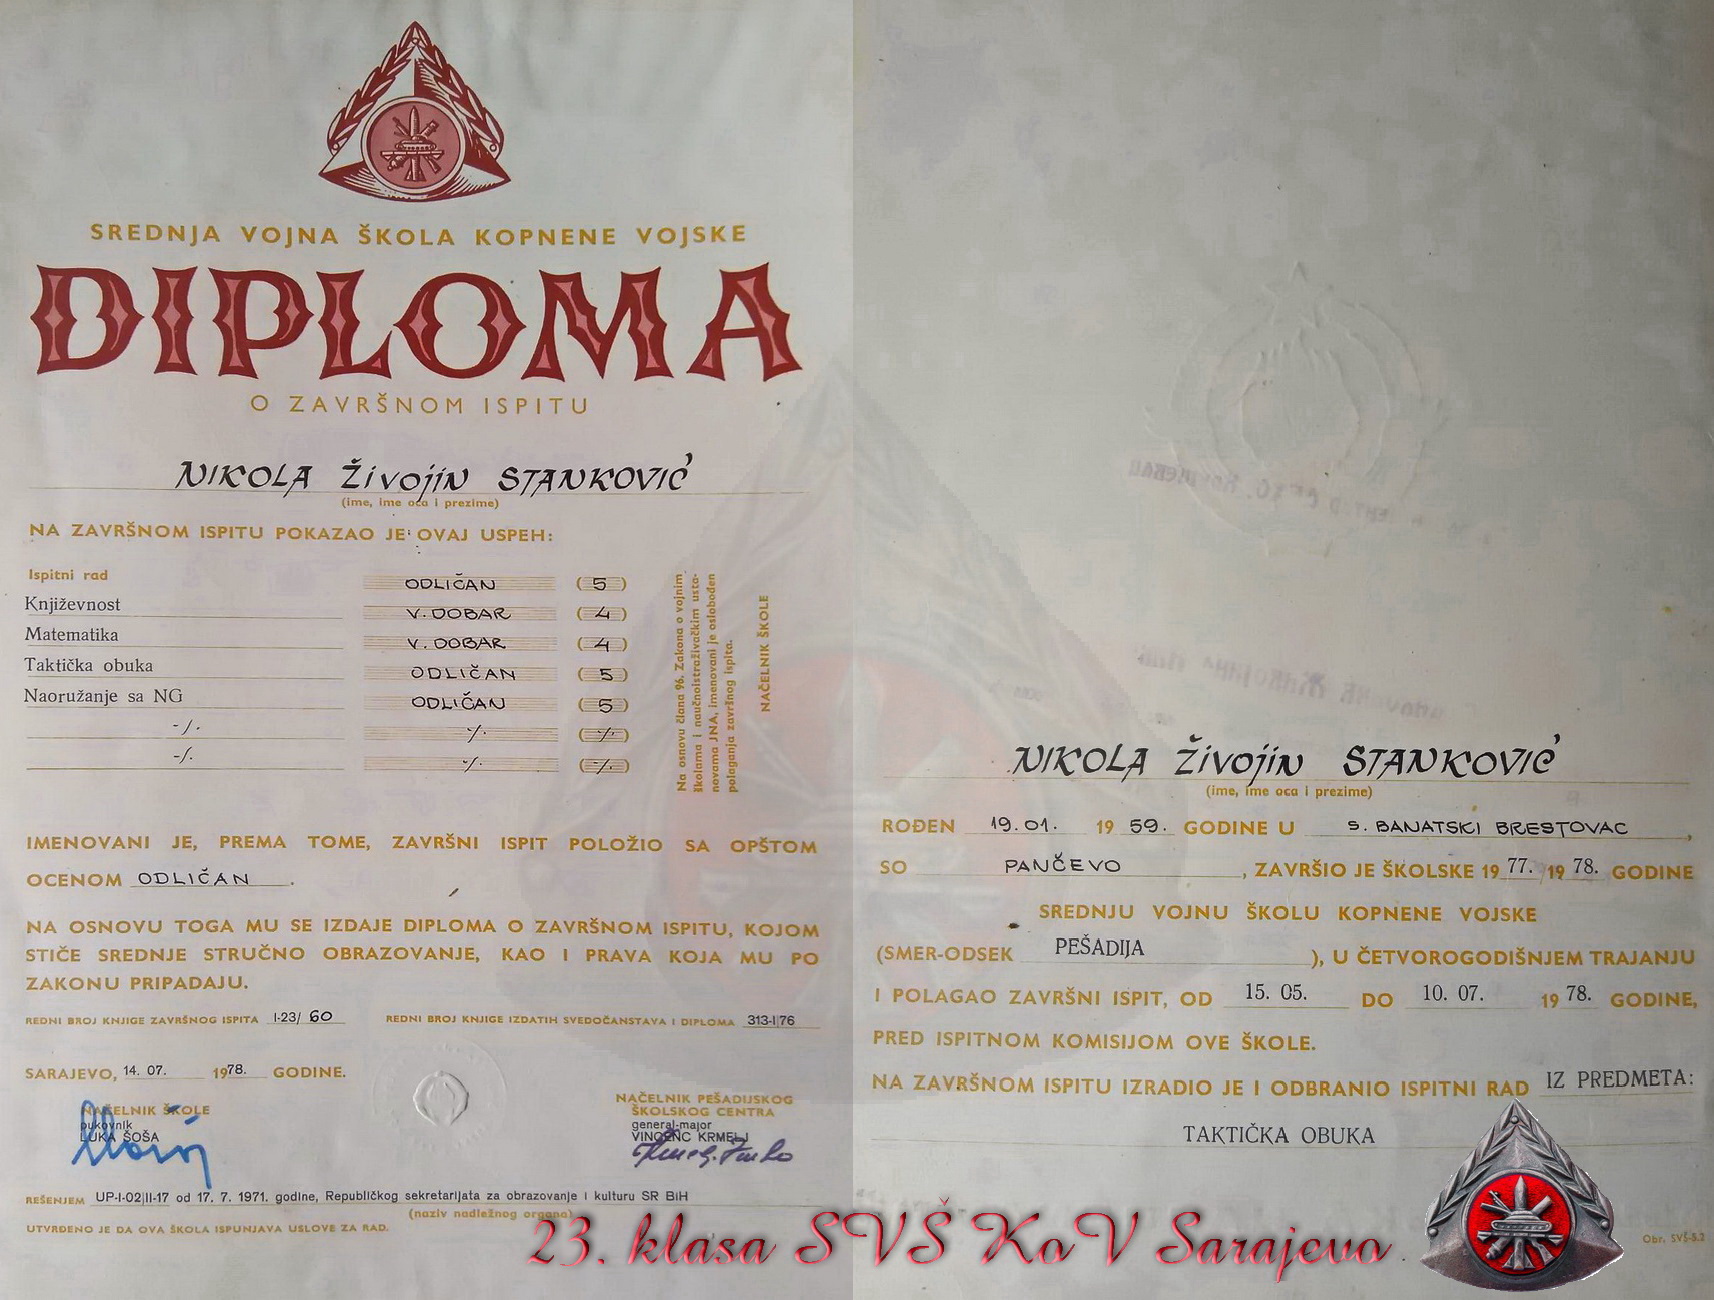 SREDNJA VOJNA ŠKOLA KOPNENE VOJSKE
DIPLOMA
O ZAVRŠNOM ISPITU
NIKOLA Živojin STANKOVIĆ
(ime, ime oca i prezime)
NA ZAVRŠNOM ISPITU POKAZAO JE OVAJ USPEH:
Ispitni rad ODLIČAN ( 5 )
Književnost V. DOBAR ( 4 )
Matematika V. DOBAR ( 4 )
Taktička obuka ODLIČAN ( 5 )
Naoružanje sa NG ODLIČAN ( 5 )
-/. -/. ( -/. )
-/. -/. ( -/. )
Na osnovu člana 96. Zakona o vojnim
školama i naučnoistraživačkim usta-
novama JNA, imenovani je oslobođen
polaganja završnog ispita.
NAČELNIK ŠKOLE
IMENOVANI JE, PREMA TOME, ZAVRŠNI ISPIT POLOŽIO SA OPŠTOM
OCENOM ODLIČAN .
NA OSNOVU TOGA MU SE IZDAJE DIPLOMA O ZAVRŠNOM ISPITU, KOJOM
STIČE SREDNJE STRUČNO OBRAZOVANJE, KAO I PRAVA KOJA MU PO
ZAKONU PRIPADAJU.
REDNI BROJ KNJIGE ZAVRŠNOG ISPITA I-23/ 60 REDNI BROJ KNJIGE IZDATIH SVEDOČANSTAVA I DIPLOMA 313-I/76
SARAJEVO, 14. 07. 1978. GODINE.
NAČELNIK ŠKOLE
pukovnik
LUKA ŠOŠA
NAČELNIK PEŠADIJSKOG
ŠKOLSKOG CENTRA
general-major
VINCENC KRMELJ
REŠENJEM UP-I-02/II-17 od 17. 7. 1971. godine, Republičkog sekretarijata za obrazovanje i kulturu SR BiH
(naziv nadležnog organa)
UTVRĐENO JE DA OVA ŠKOLA ISPUNJAVA USLOVE ZA RAD.
NIKOLA Živojin STANKOVIĆ
(ime, ime oca i prezime)
ROĐEN 19. 01. 19 59. GODINE U S. BANATSKI BRESTOVAC,
SO PANČEVO, ZAVRŠIO JE ŠKOLSKE 19 77. /19 78. GODINE
SREDNJU VOJNU ŠKOLU KOPNENE VOJSKE
(SMER-ODSEK PEŠADIJA ), U ČETVOROGODIŠNJEM TRAJANJU
I POLAGAO ZAVRŠNI ISPIT, OD 15. 05. DO 10. 07. 19 78. GODINE,
PRED ISPITNOM KOMISIJOM OVE ŠKOLE.
NA ZAVRŠNOM ISPITU IZRADIO JE I ODBRANIO ISPITNI RAD IZ PREDMETA:
TAKTIČKA OBUKA
Obr. SVŠ-5.2
23. klasa SVŠ KoV Sarajevo